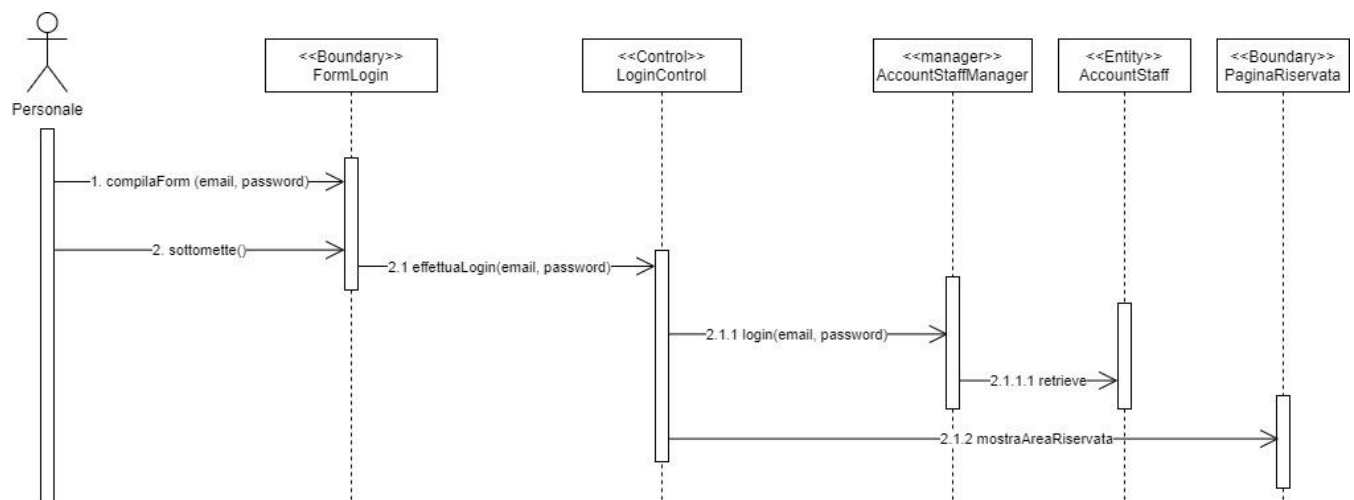 <<Boundary>>
FormLogin
<<Control>>
LoginControl
<<manager>>
AccountStaffManager
<<Entity>>
AccountStaff
<<Boundary>>
PaginaRiservata
Personale
1. compilaForm (email, password)
2. sottomette()
2.1 effettuaLogin(email, password)
2.1.1 login(email, password)
2.1.1.1 retrieve
2.1.2 mostraAreaRiservata